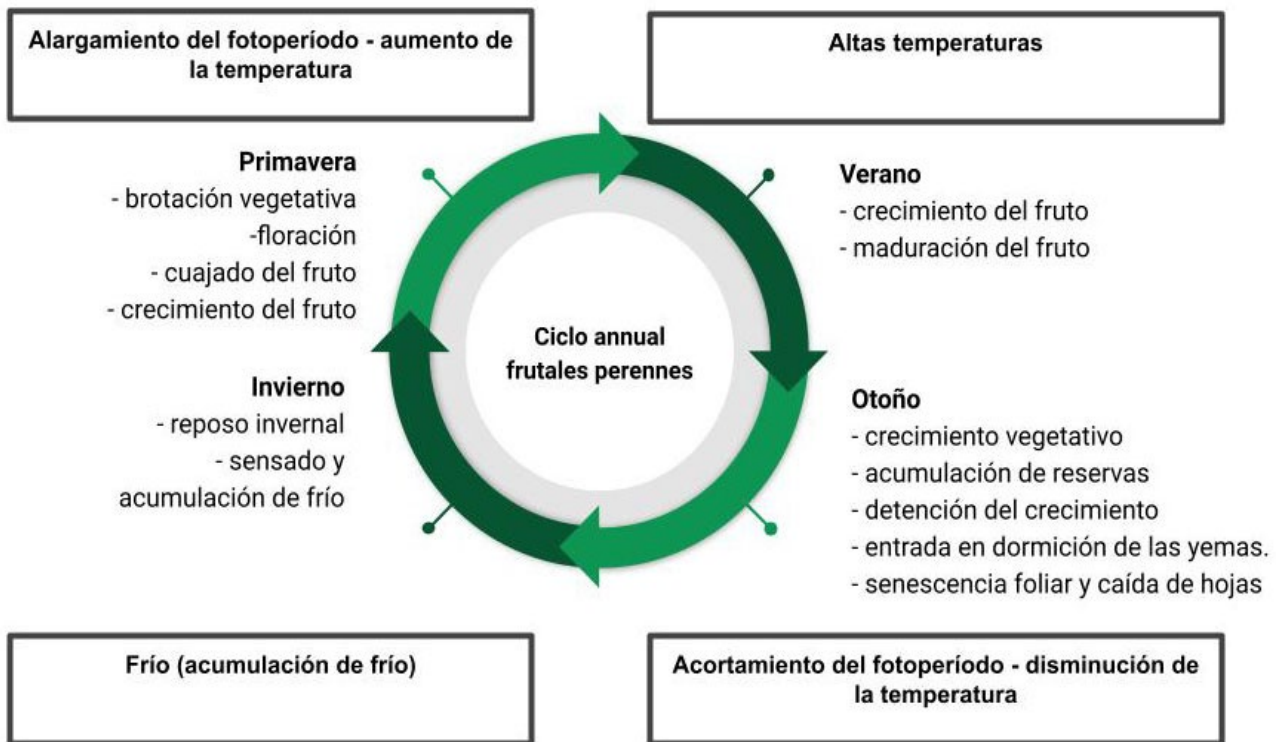 Alargamiento del fotoperíodo - aumento de
la temperatura
Altas temperaturas
Primavera
- brotación vegetativa
-floración
- cuajado del fruto
- crecimiento del fruto
Verano
- crecimiento del fruto
- maduración del fruto
Ciclo annual
frutales perennes
Invierno
- reposo invernal
- sensado y
acumulación de frío
Otoño
- crecimiento vegetativo
- acumulación de reservas
- detención del crecimiento
- entrada en dormición de las yemas.
- senescencia foliar y caída de hojas
Frío (acumulación de frío)
Acortamiento del fotoperíodo - disminución de
la temperatura